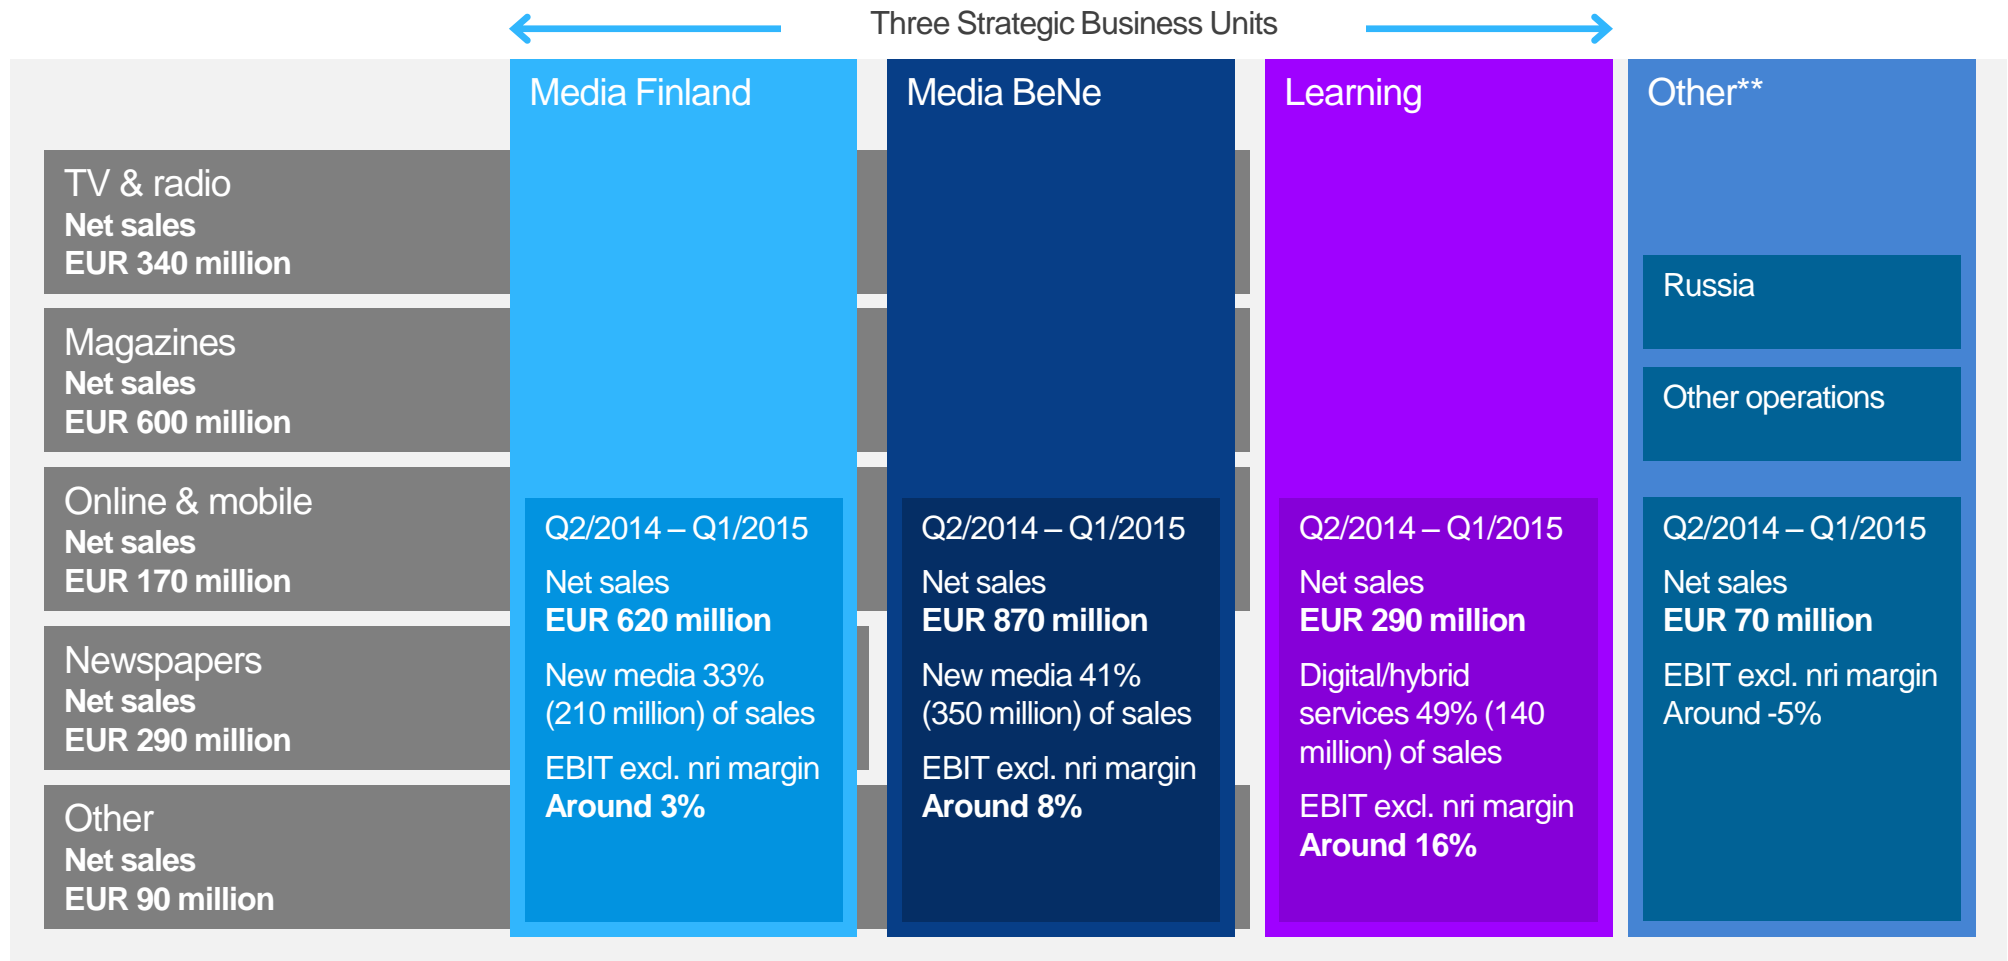 Three Strategic Business Units
Media Finland
Media BeNe
Learning
Other**
TV & radio
Net sales
EUR 340 million
Magazines
Net sales
EUR 600 million
Online & mobile
Net sales
EUR 170 million
Newspapers
Net sales
EUR 290 million
Other
Net sales
EUR 90 million
Q2/2014 – Q1/2015
Net sales
EUR 620 million
New media 33%
(210 million) of sales
EBIT excl. nri margin
Around 3%
Q2/2014 – Q1/2015
Net sales
EUR 870 million
New media 41%
(350 million) of sales
EBIT excl. nri margin
Around 8%
Q2/2014 – Q1/2015
Net sales
EUR 290 million
Digital/hybrid
services 49% (140
million) of sales
EBIT excl. nri margin
Around 16%
Russia
Other operations
Q2/2014 – Q1/2015
Net sales
EUR 70 million
EBIT excl. nri margin
Around -5%